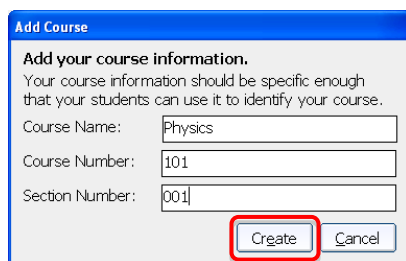 Add Course
Add your course information.
Your course information should be specific enough
that your students can use it to identify your course.
Course Name: Physics
Course Number: 101
Section Number: 001
Create Cancel